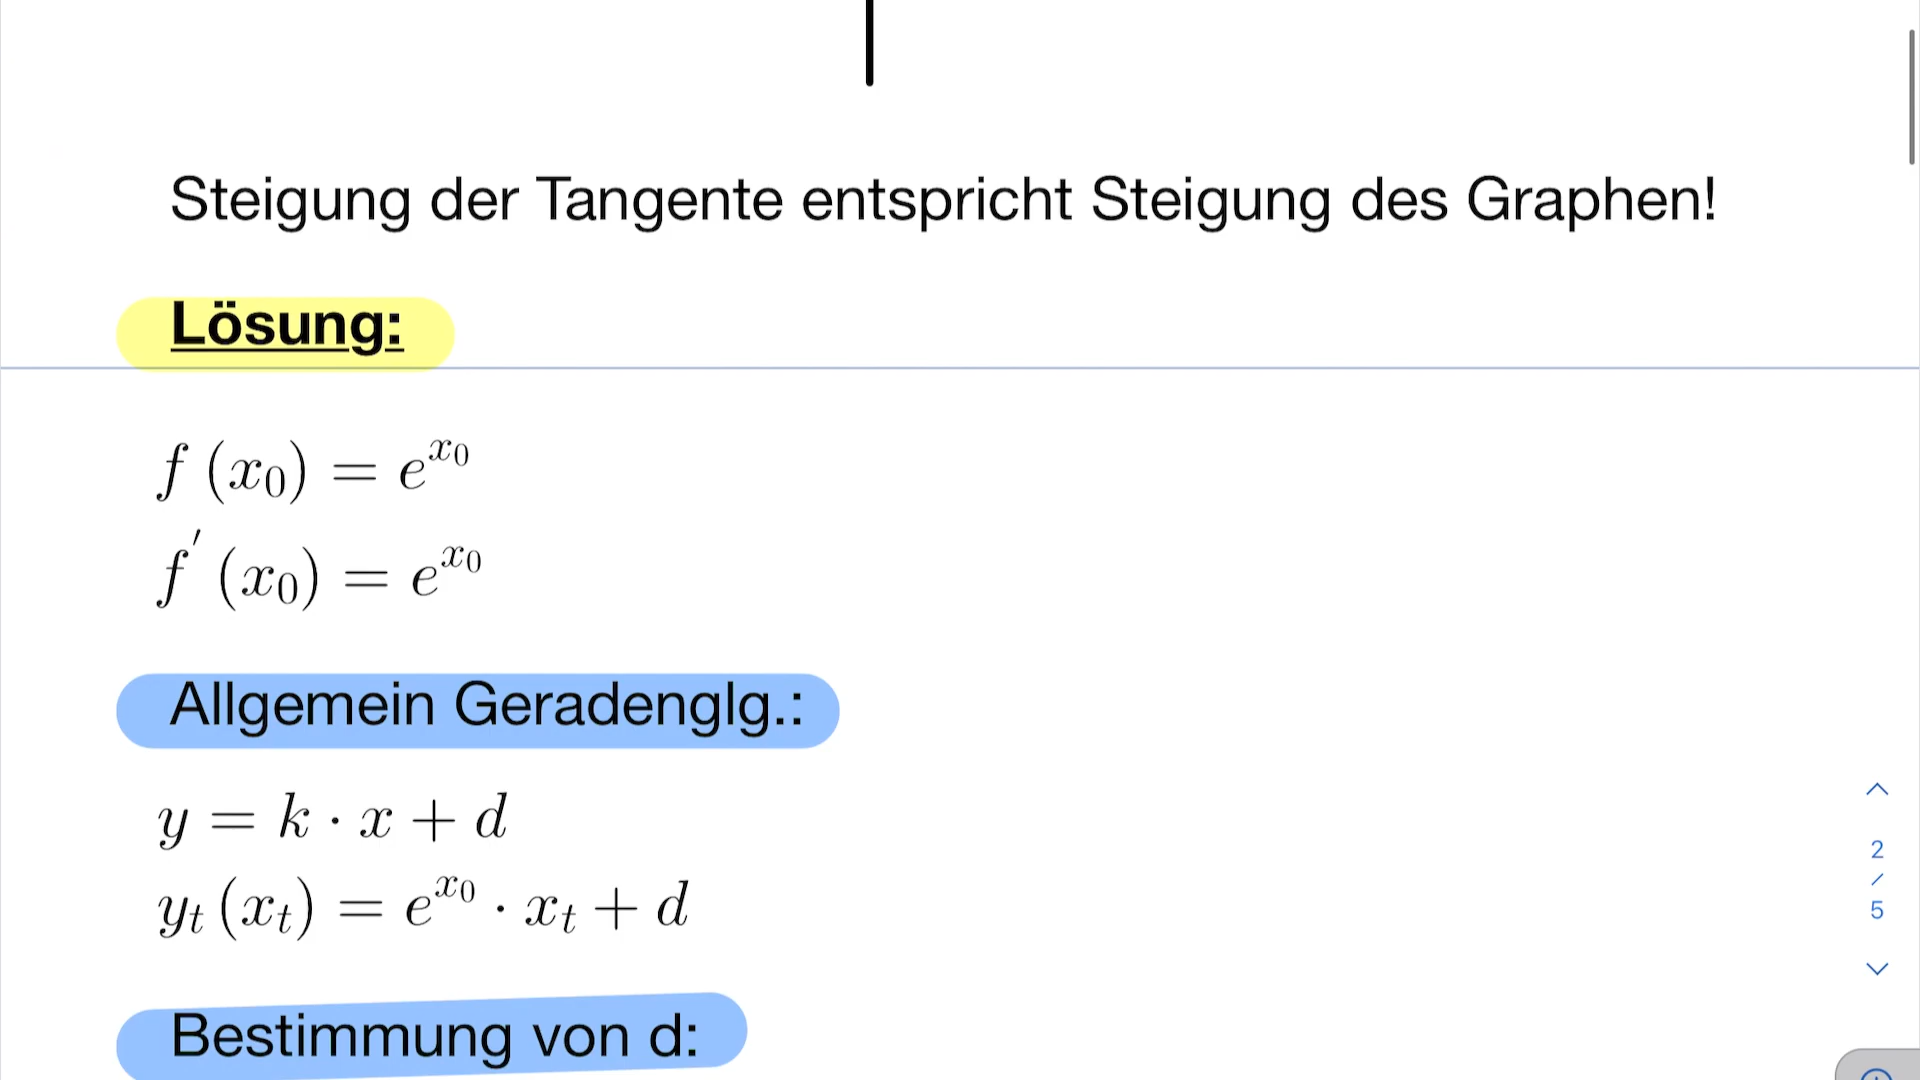 Steigung der Tangente entspricht Steigung des Graphen!
Lösung:
f (x₀) = e^{x₀}
f′ (x₀) = e^{x₀}
Allgemein Geradenglg.:
y = k · x + d
yₜ (xₜ) = e^{x₀} · xₜ + d
Bestimmung von d:
2
/
5